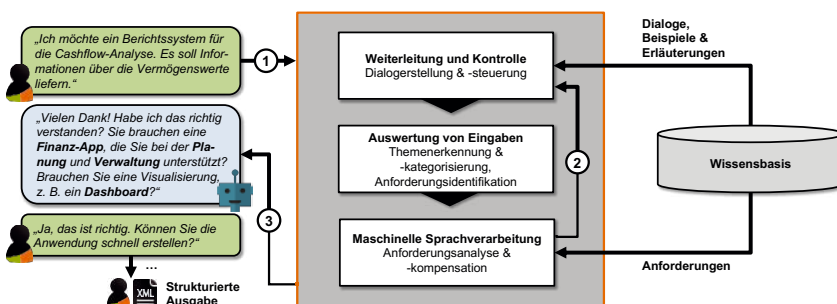 „Ich möchte ein Berichtssystem für
die Cashflow-Analyse. Es soll Infor-
mationen über die Vermögenswerte
liefern.“
1
„Vielen Dank! Habe ich das richtig
verstanden? Sie brauchen eine
Finanz-App, die Sie bei der Pla-
nung und Verwaltung unterstützt?
Brauchen Sie eine Visualisierung,
z. B. ein Dashboard?“
3
„Ja, das ist richtig. Können Sie die
Anwendung schnell erstellen?“
...
XML
Strukturierte
Ausgabe
Weiterleitung und Kontrolle
Dialogerstellung & -steuerung
Auswertung von Eingaben
Themenerkennung &
-kategorisierung,
Anforderungsidentifikation
2
Maschinelle Sprachverarbeitung
Anforderungsanalyse &
-kompensation
Dialoge,
Beispiele &
Erläuterungen
Wissensbasis
Anforderungen